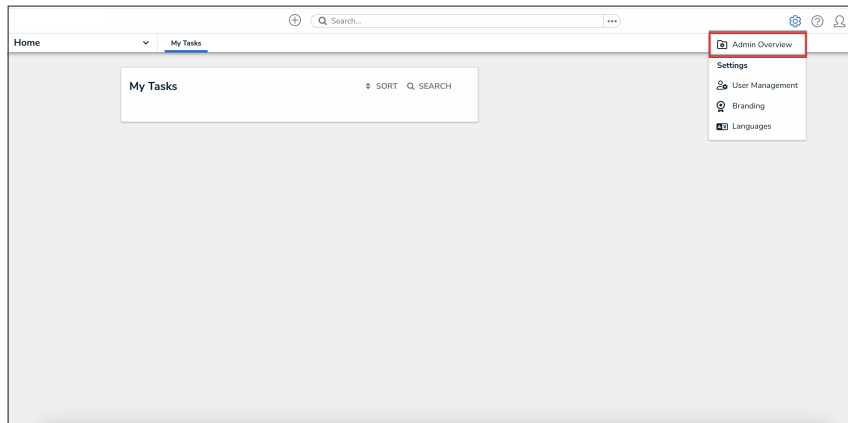 Search...
Home
My Tasks
Admin Overview
Settings
User Management
Branding
Languages
My Tasks
SORT
SEARCH